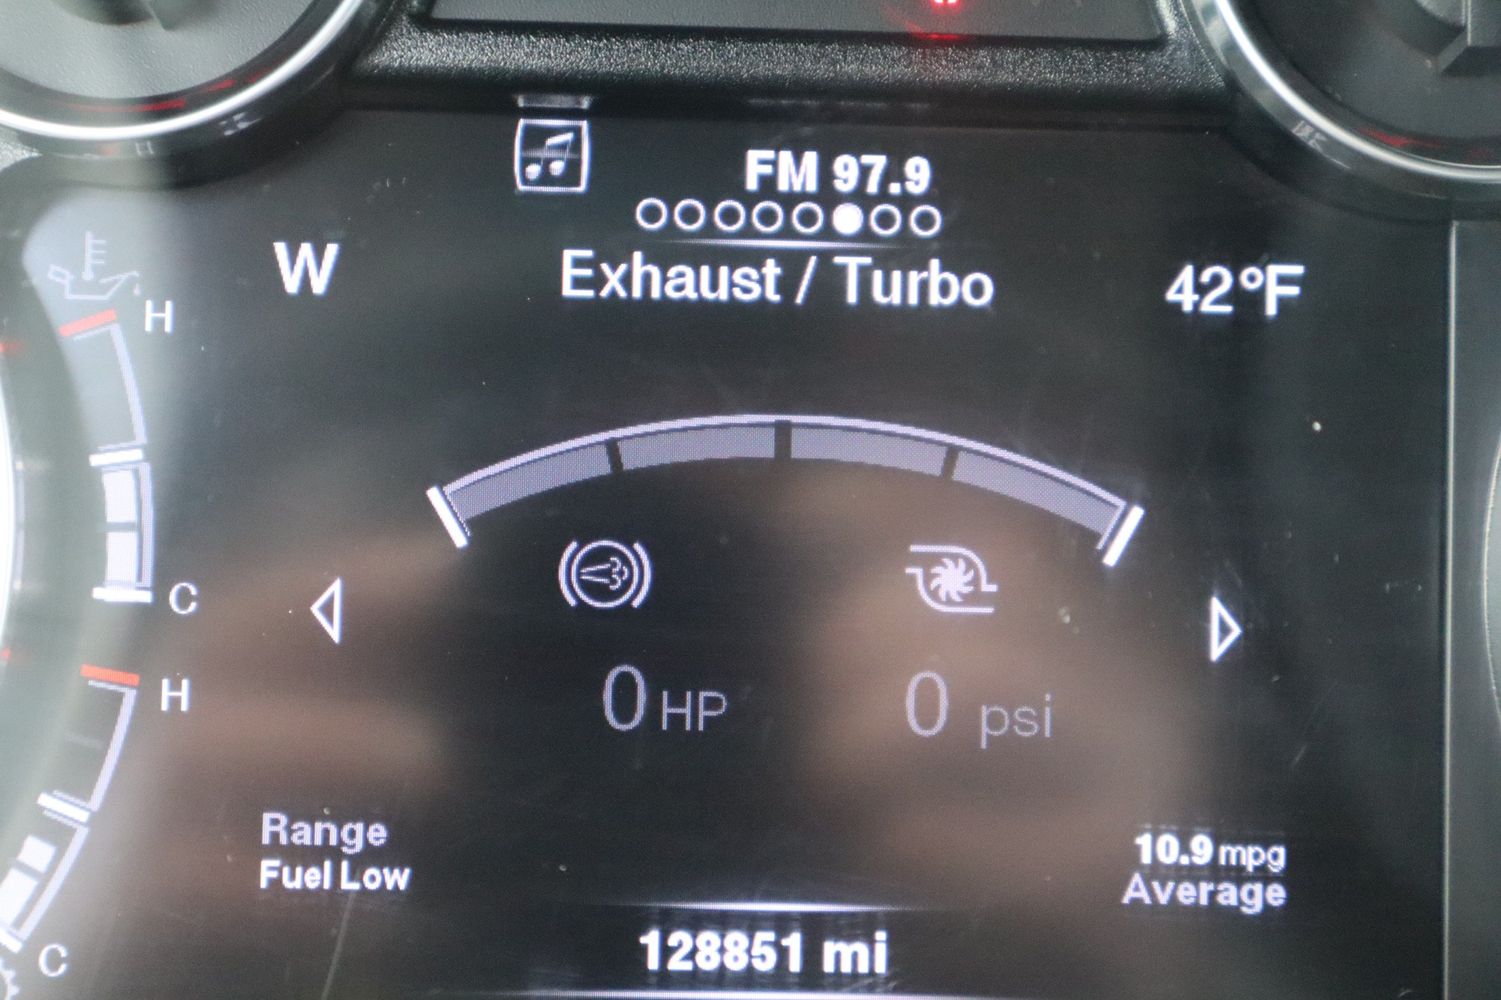 FM 97.9
W
Exhaust / Turbo
42°F
H
C
H
0 HP
0 psi
Range
Fuel Low
10.9 mpg
Average
C
128851 mi